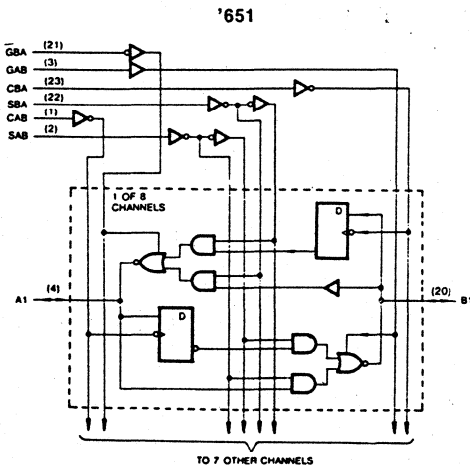 '651
G̅BA (21)
GAB (3)
CBA (23)
SBA (22)
CAB (1)
SAB (2)
1 OF 8
CHANNELS
D
A1 (4)
(20) B1
D
TO 7 OTHER CHANNELS